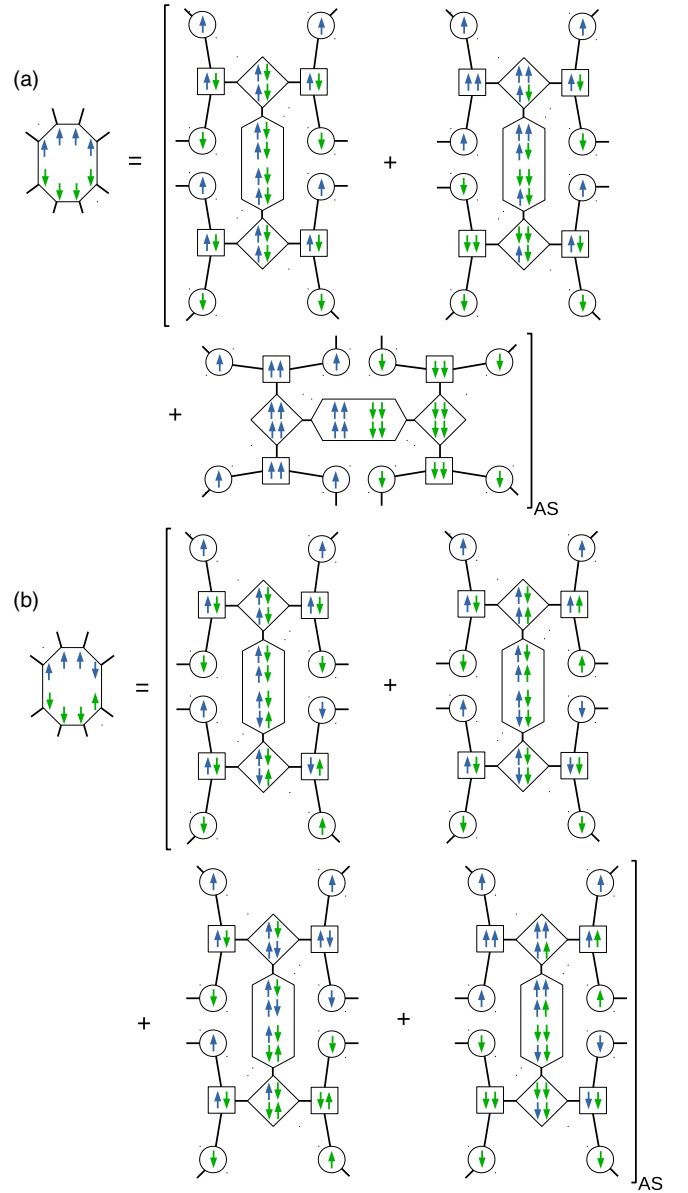 (a)
=
+
+
AS
(b)
=
+
+
+
AS